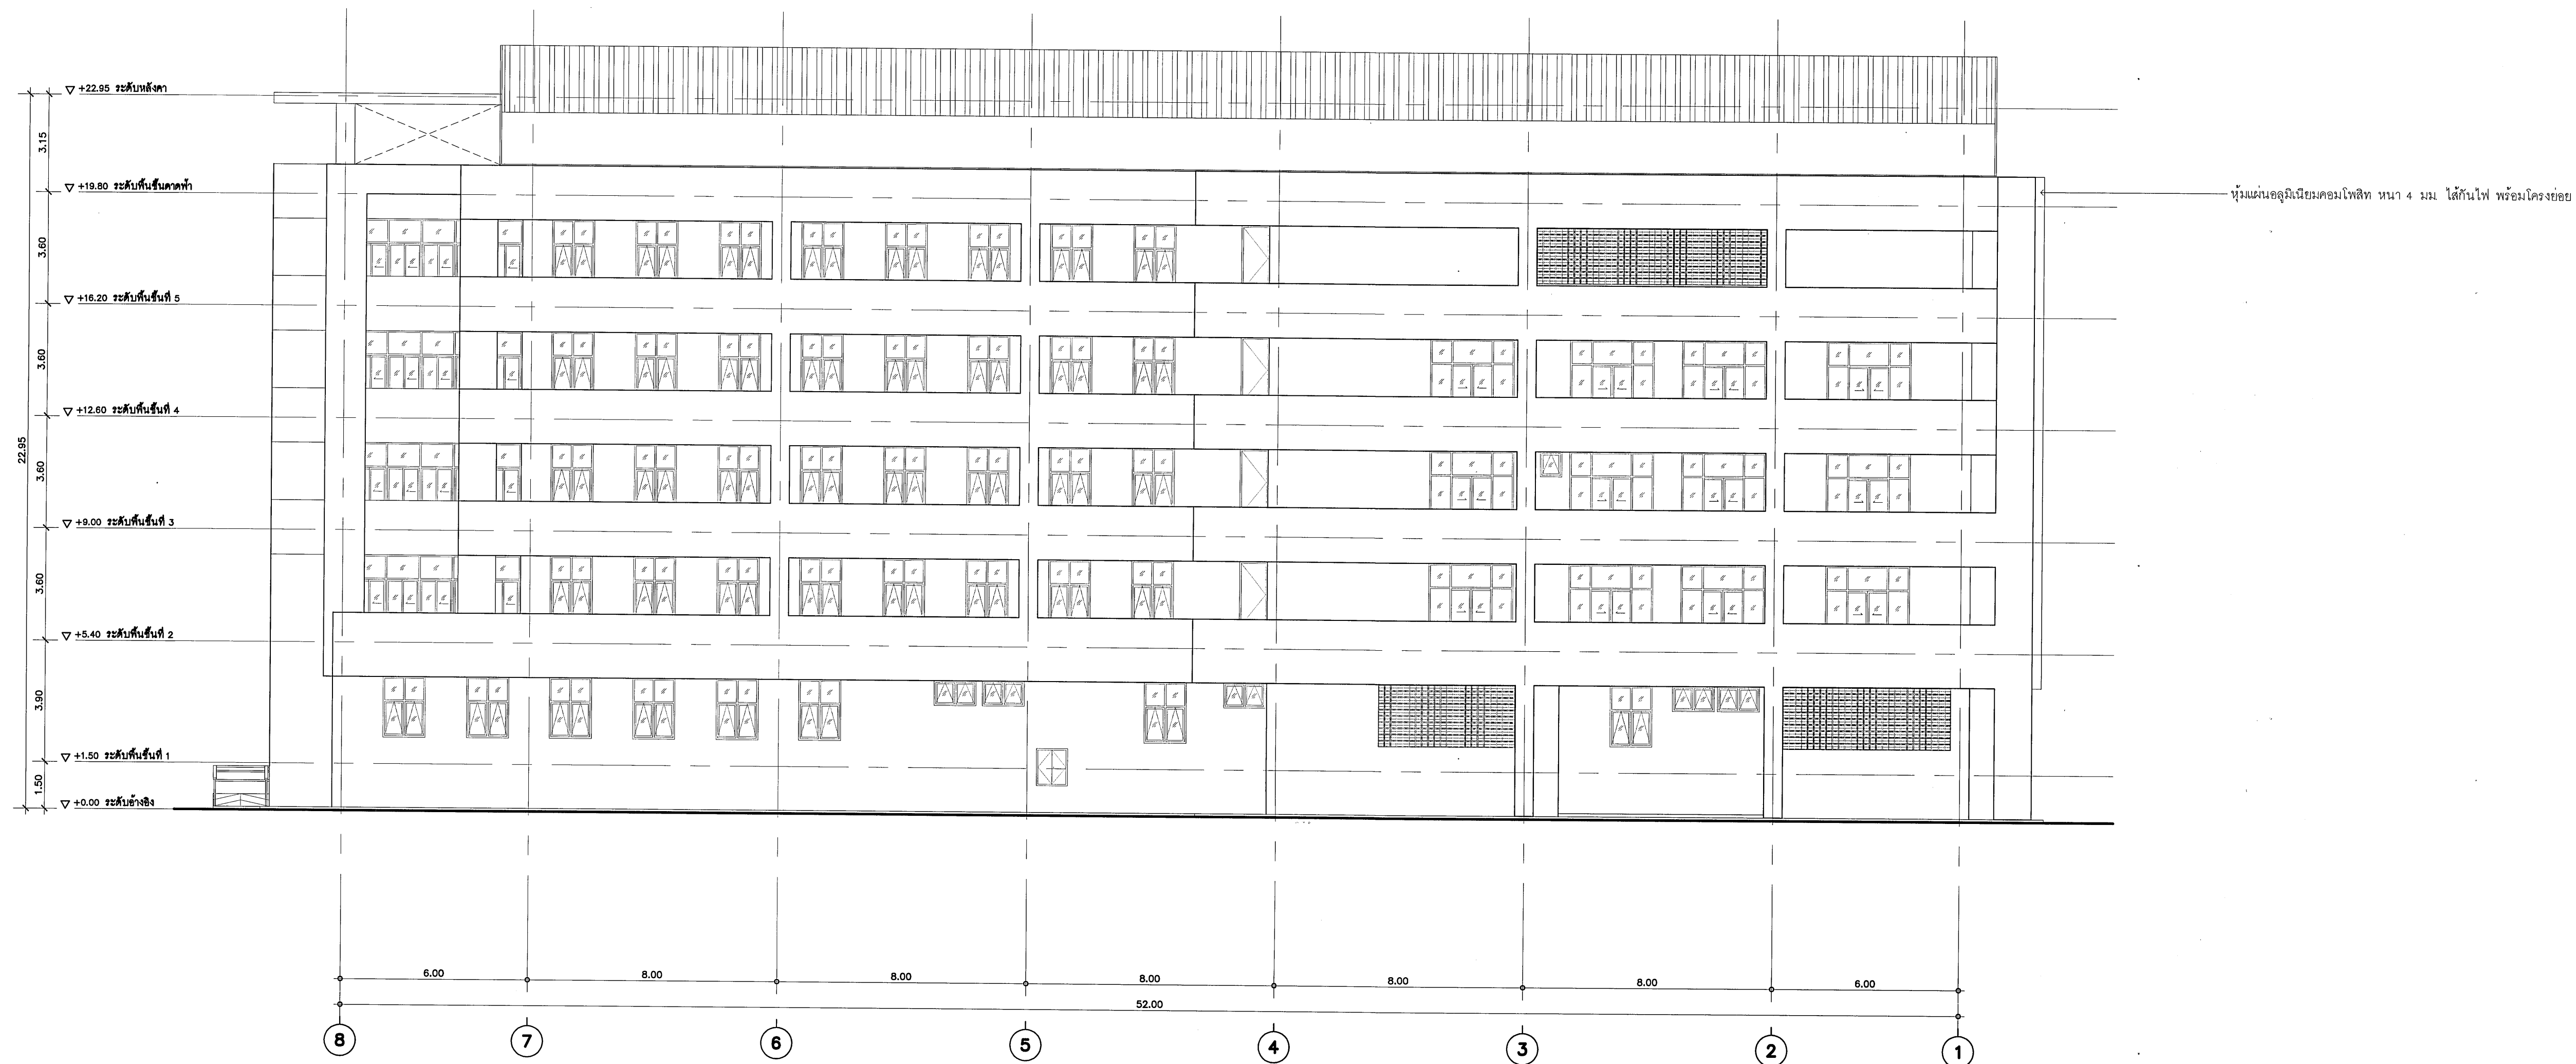 +22.95 ระดับหลังคา
3.15
+19.80 ระดับพื้นชั้นดาดฟ้า
หุ้มแผ่นอลูมิเนียมคอมโพสิท หนา 4 มม. ไส้กันไฟ พร้อมโครงย่อย
3.60
+16.20 ระดับพื้นชั้นที่ 5
3.60
+12.60 ระดับพื้นชั้นที่ 4
22.95
3.60
+9.00 ระดับพื้นชั้นที่ 3
3.60
+5.40 ระดับพื้นชั้นที่ 2
3.90
+1.50 ระดับพื้นชั้นที่ 1
1.50
+0.00 ระดับอ้างอิง
6.00 8.00 8.00 8.00 8.00 8.00 6.00
52.00
8 7 6 5 4 3 2 1